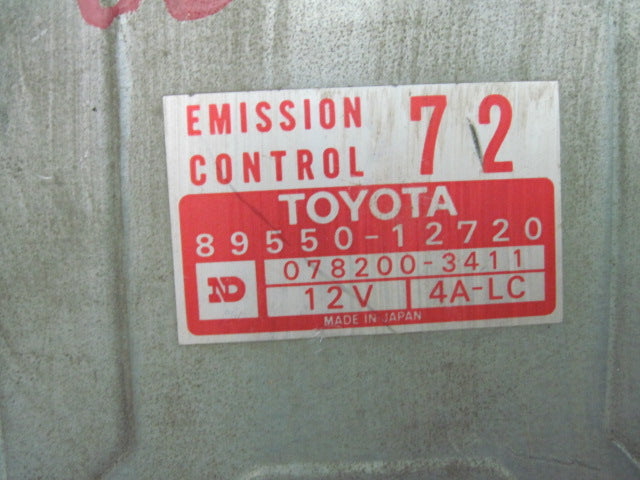 EMISSION 72
CONTROL
TOYOTA
89550-12720
ND 078200-3411
12V 4A-LC
MADE IN JAPAN